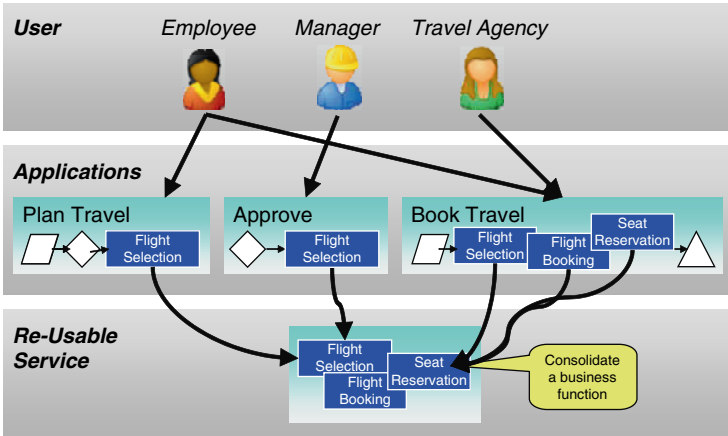 User
Employee
Manager
Travel Agency
Applications
Plan Travel
Flight
Selection
Approve
Flight
Selection
Book Travel
Flight
Selection
Flight
Booking
Seat
Reservation
Re-Usable
Service
Flight
Selection
Flight
Booking
Seat
Reservation
Consolidate
a business
function